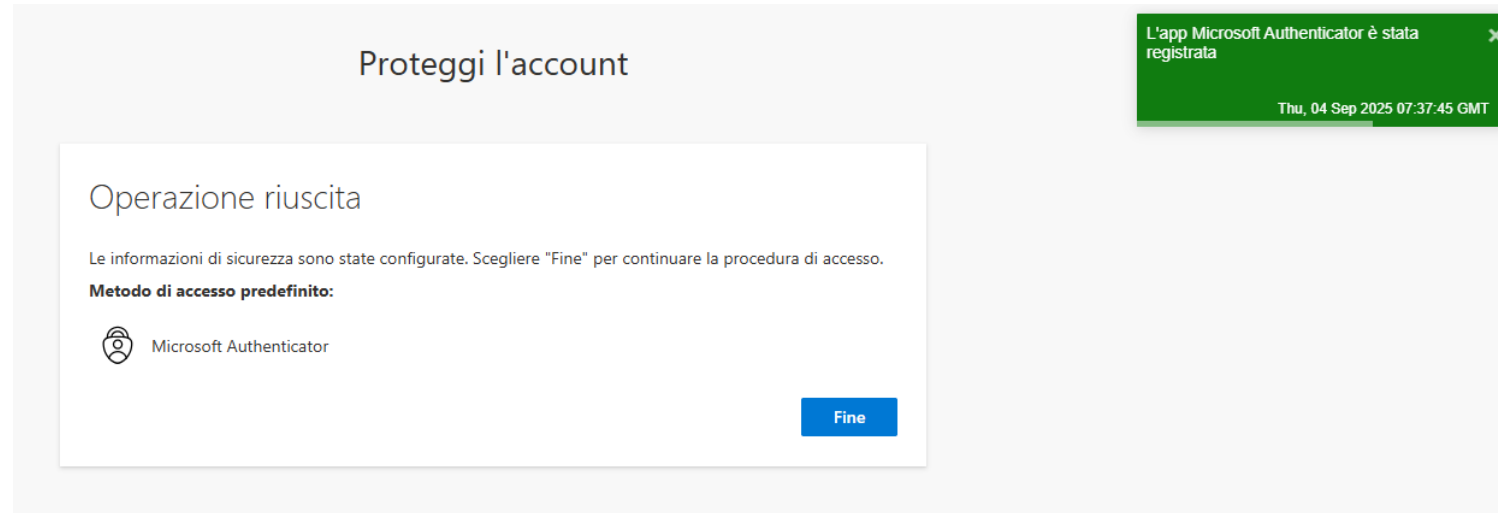 Proteggi l'account
L'app Microsoft Authenticator è stata
registrata
Thu, 04 Sep 2025 07:37:45 GMT
Operazione riuscita
Le informazioni di sicurezza sono state configurate. Scegliere "Fine" per continuare la procedura di accesso.
Metodo di accesso predefinito:
Microsoft Authenticator
Fine